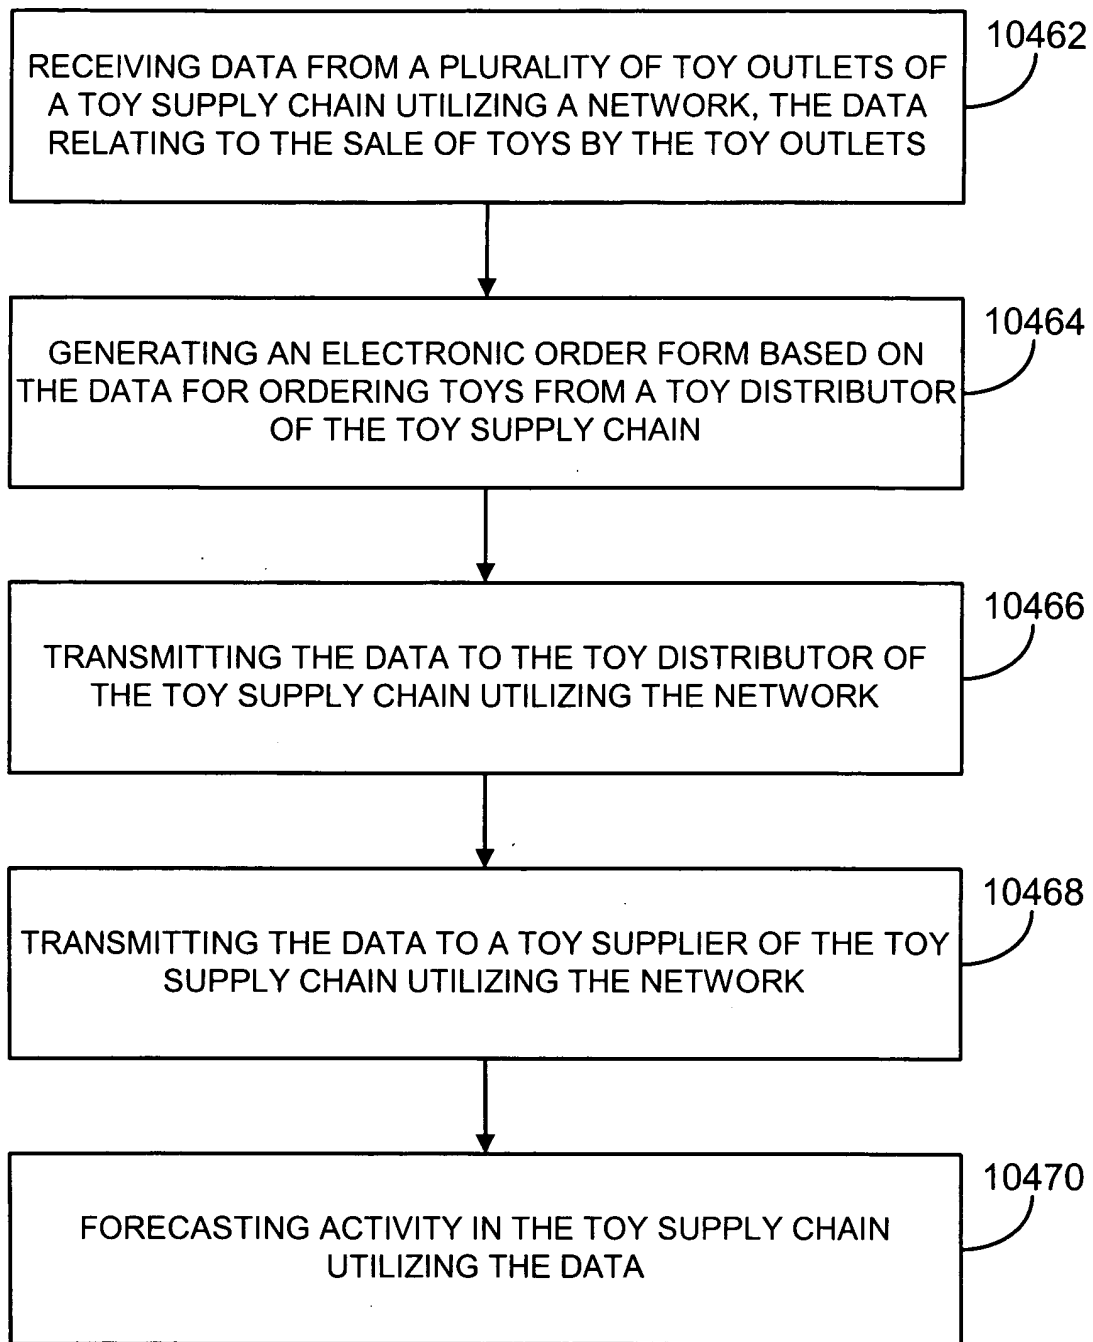 10462
RECEIVING DATA FROM A PLURALITY OF TOY OUTLETS OF
A TOY SUPPLY CHAIN UTILIZING A NETWORK, THE DATA
RELATING TO THE SALE OF TOYS BY THE TOY OUTLETS
10464
GENERATING AN ELECTRONIC ORDER FORM BASED ON
THE DATA FOR ORDERING TOYS FROM A TOY DISTRIBUTOR
OF THE TOY SUPPLY CHAIN
10466
TRANSMITTING THE DATA TO THE TOY DISTRIBUTOR OF
THE TOY SUPPLY CHAIN UTILIZING THE NETWORK
10468
TRANSMITTING THE DATA TO A TOY SUPPLIER OF THE TOY
SUPPLY CHAIN UTILIZING THE NETWORK
10470
FORECASTING ACTIVITY IN THE TOY SUPPLY CHAIN
UTILIZING THE DATA